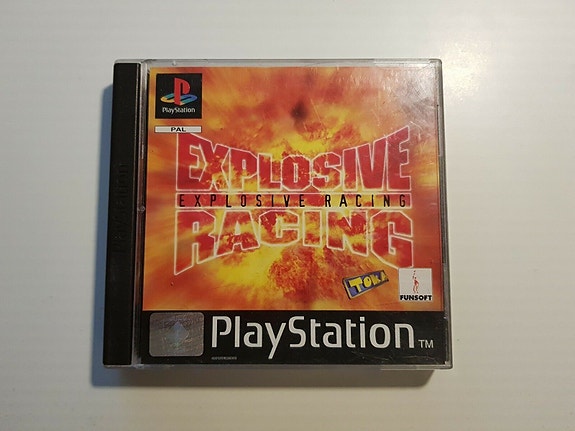 PlayStation
PAL
EXPLOSIVE
EXPLOSIVE RACING
RACING
TOKA
FUNSOFT
PlayStation TM